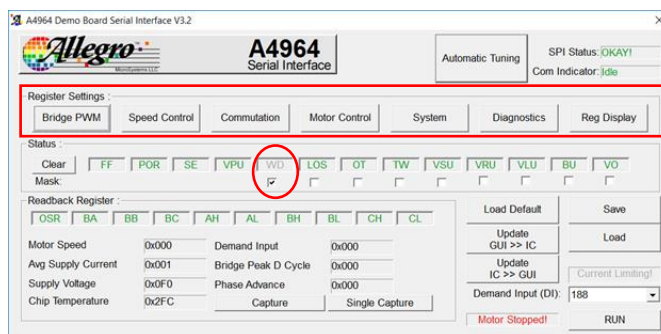 A4964 Demo Board Serial Interface V3.2
Allegro
MicroSystems LLC
A4964
Serial Interface
Automatic Tuning
SPI Status: OKAY!
Com Indicator: Idle
Register Settings :
Bridge PWM Speed Control Commutation Motor Control System Diagnostics Reg Display
Status :
Clear FF POR SE VPU WD LOS OT TW VSU VRU VLU BU VO
Mask:
Readback Register :
OSR BA BB BC AH AL BH BL CH CL
Motor Speed 0x000 Demand Input 0x000
Avg Supply Current 0x001 Bridge Peak D Cycle 0x000
Supply Voltage 0x0F0 Phase Advance 0x000
Chip Temperature 0x2FC Capture Single Capture
Load Default Save
Update
GUI >> IC
Load
Update
IC >> GUI
Current Limiting!
Demand Input (DI): 188
Motor Stopped! RUN